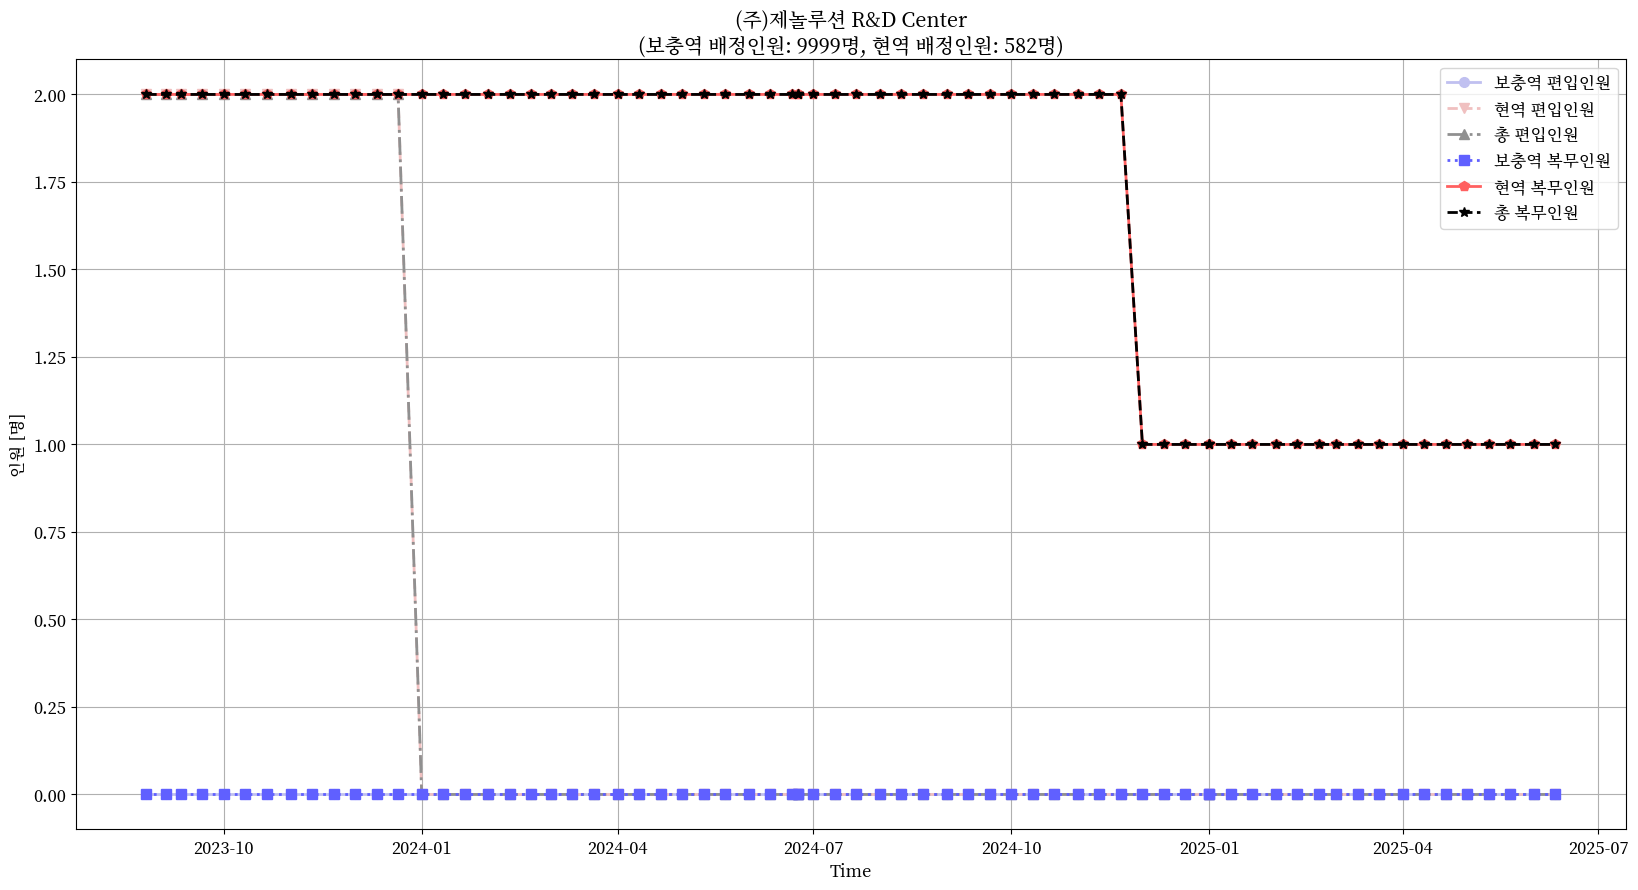 (주)제놀루션 R&D Center
(보충역 배정인원: 9999명, 현역 배정인원: 582명)
보충역 편입인원
현역 편입인원
총 편입인원
보충역 복무인원
현역 복무인원
총 복무인원
인원 [명]
2.00
1.75
1.50
1.25
1.00
0.75
0.50
0.25
0.00
2023-10
2024-01
2024-04
2024-07
2024-10
2025-01
2025-04
2025-07
Time